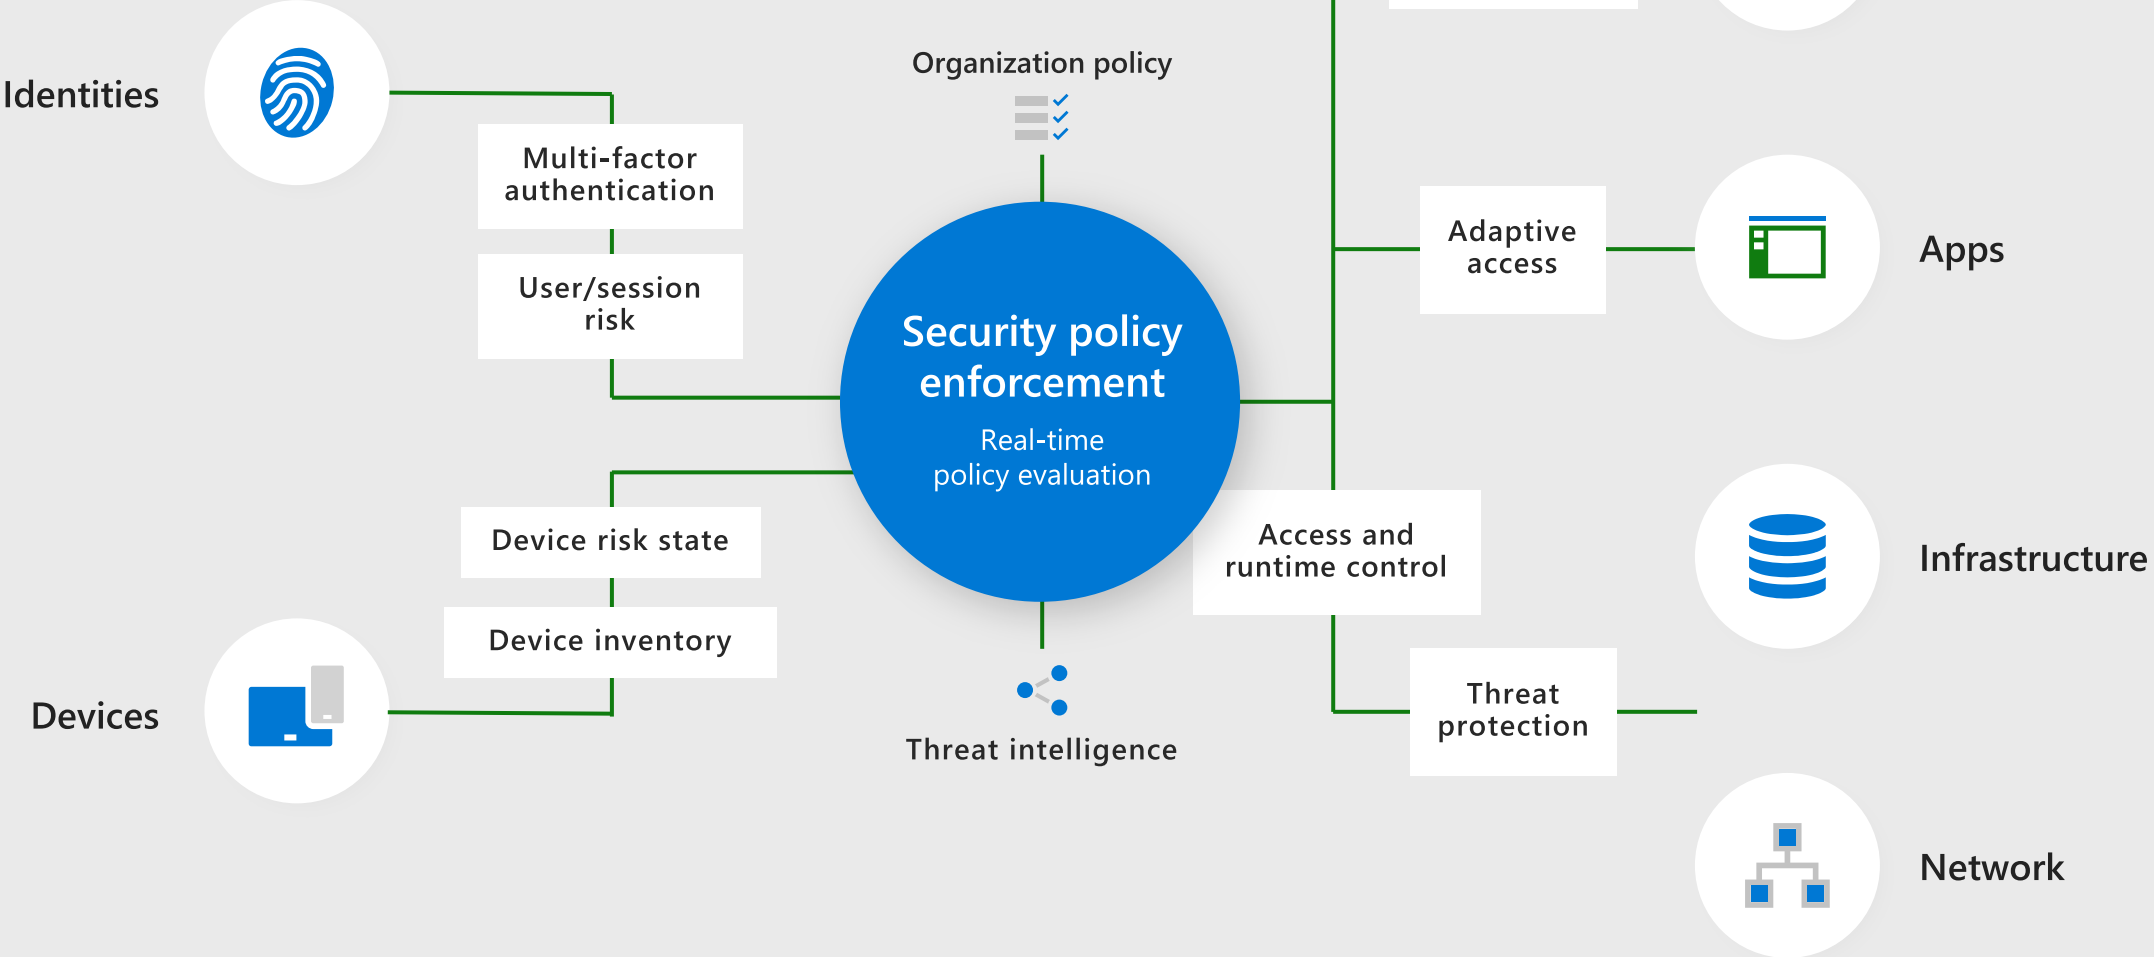 Identities
Multi-factor
authentication
User/session
risk
Organization policy
Security policy
enforcement
Real-time
policy evaluation
Device risk state
Device inventory
Devices
Threat intelligence
Adaptive
access
Apps
Access and
runtime control
Infrastructure
Threat
protection
Network